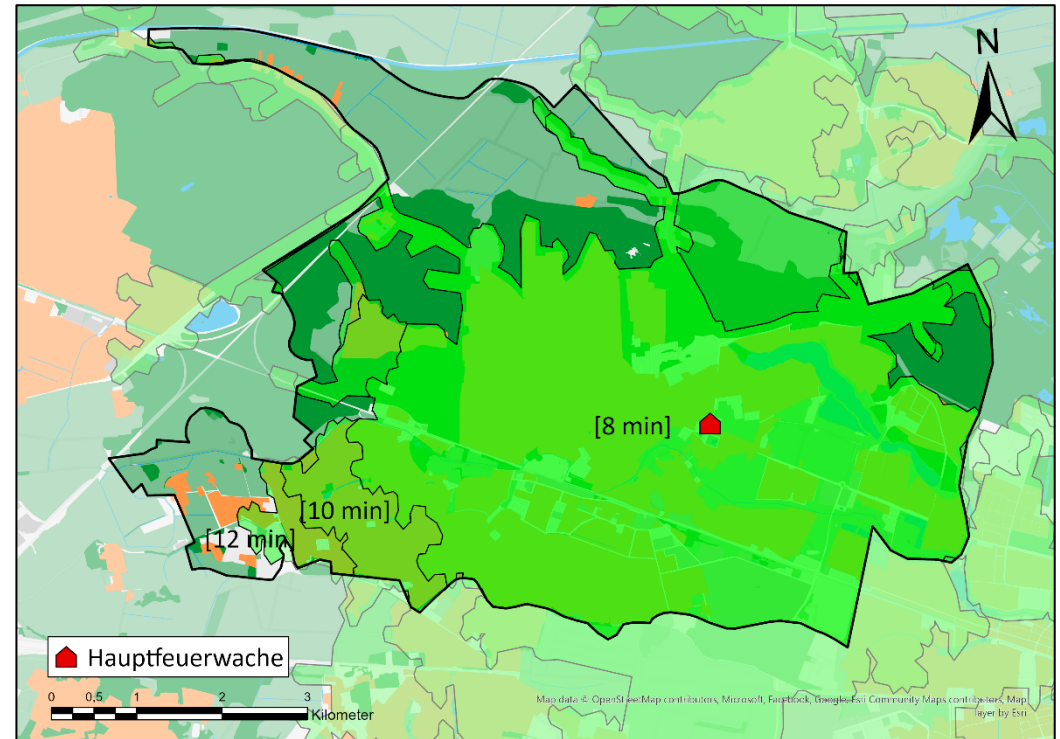 N
[8 min]
[10 min]
[12 min]
Hauptfeuerwache
0 0,5 1 2 3
Kilometer
Map data © OpenStreetMap contributors, Microsoft, Facebook, Google, Esri Community Maps contributors, Map
layer by Esri